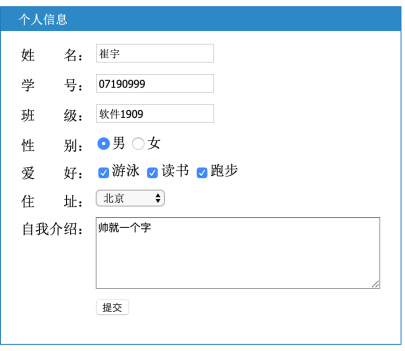 个人信息
姓 名： 崔宇
学 号： 07190999
班 级： 软件1909
性 别： 男 女
爱 好： 游泳 读书 跑步
住 址： 北京
自我介绍： 帅就一个字
提交